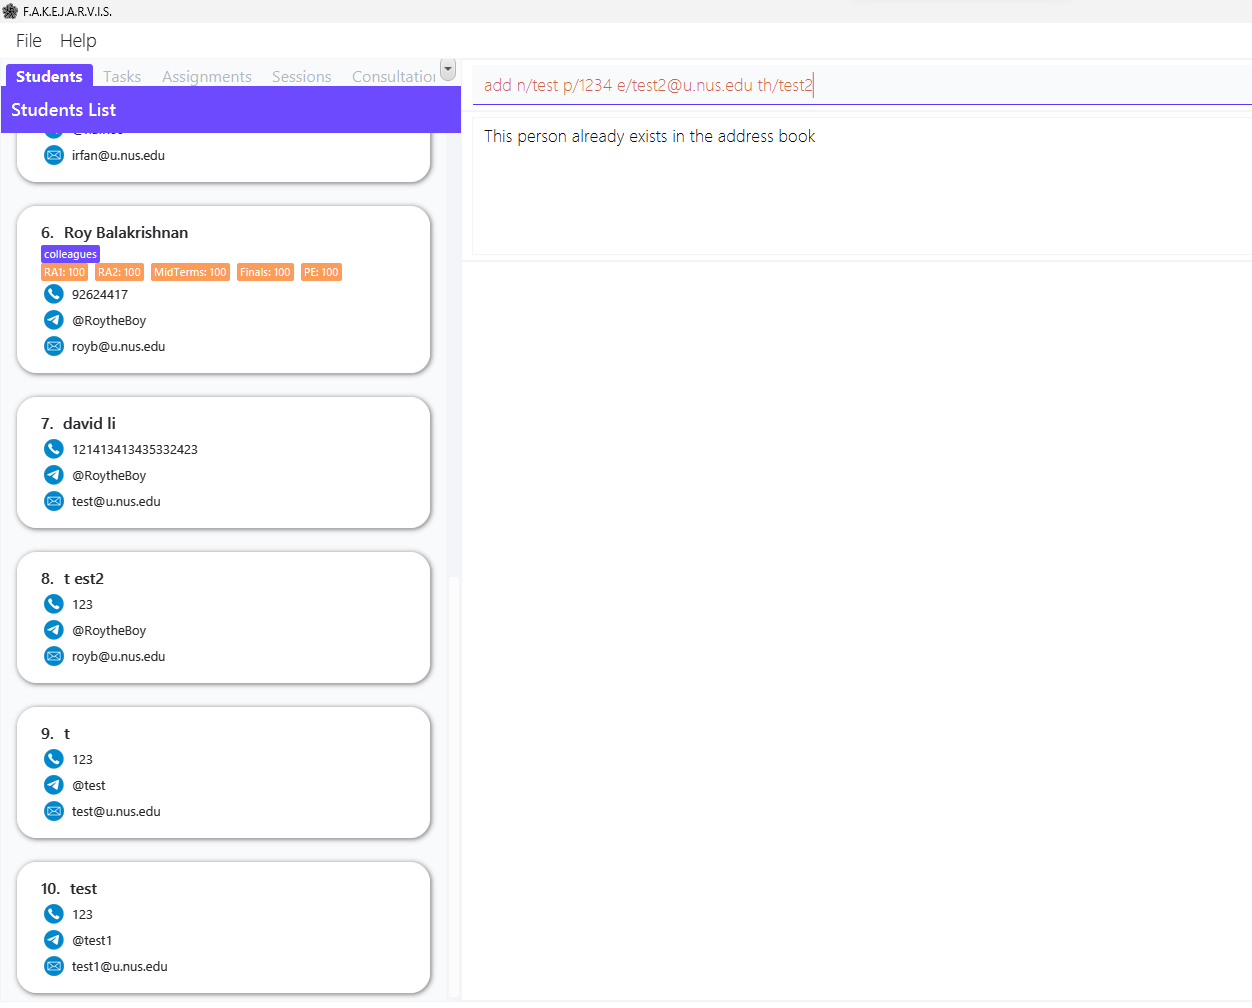 F.A.K.E.J.A.R.V.I.S.
File Help
Students Tasks Assignments Sessions
Students List
irfan@u.nus.edu
6. Roy Balakrishnan
colleagues
RA1: 100 RA2: 100 MidTerms: 100 Finals: 100 PE: 100
92624417
@RoytheBoy
royb@u.nus.edu
7. david li
121413413435332423
@RoytheBoy
test@u.nus.edu
8. t est2
123
@RoytheBoy
royb@u.nus.edu
9. t
123
@test
test@u.nus.edu
10. test
123
@test1
test1@u.nus.edu
add n/test p/1234 e/test2@u.nus.edu th/test2
This person already exists in the address book